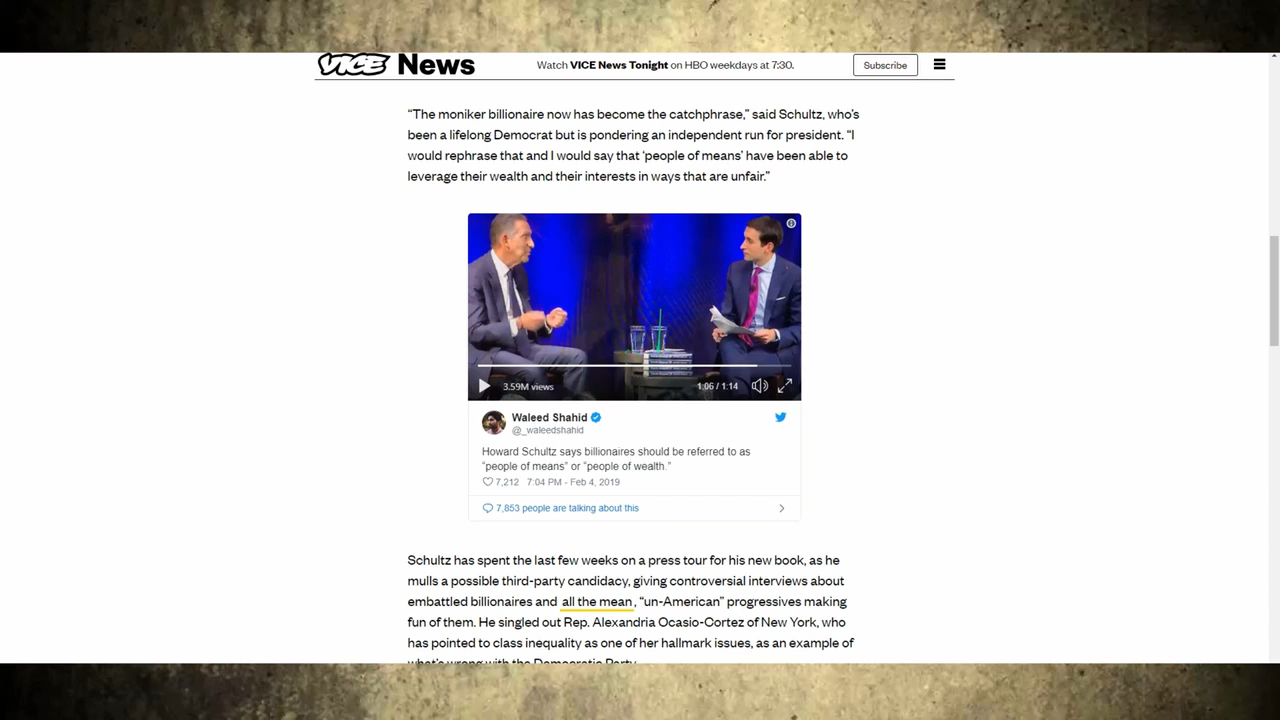 VICE News
Watch VICE News Tonight on HBO weekdays at 7:30.
Subscribe
“The moniker billionaire now has become the catchphrase,” said Schultz, who’s
been a lifelong Democrat but is pondering an independent run for president. “I
would rephrase that and I would say that ‘people of means’ have been able to
leverage their wealth and their interests in ways that are unfair.”
3.59M views
1:06 / 1:14
Waleed Shahid
@_waleedshahid
Howard Schultz says billionaires should be referred to as
“people of means” or “people of wealth.”
7,212 7:04 PM - Feb 4, 2019
7,853 people are talking about this
Schultz has spent the last few weeks on a press tour for his new book, as he
mulls a possible third-party candidacy, giving controversial interviews about
embattled billionaires and all the mean, “un-American” progressives making
fun of them. He singled out Rep. Alexandria Ocasio-Cortez of New York, who
has pointed to class inequality as one of her hallmark issues, as an example of
what’s wrong with the Democratic Party.